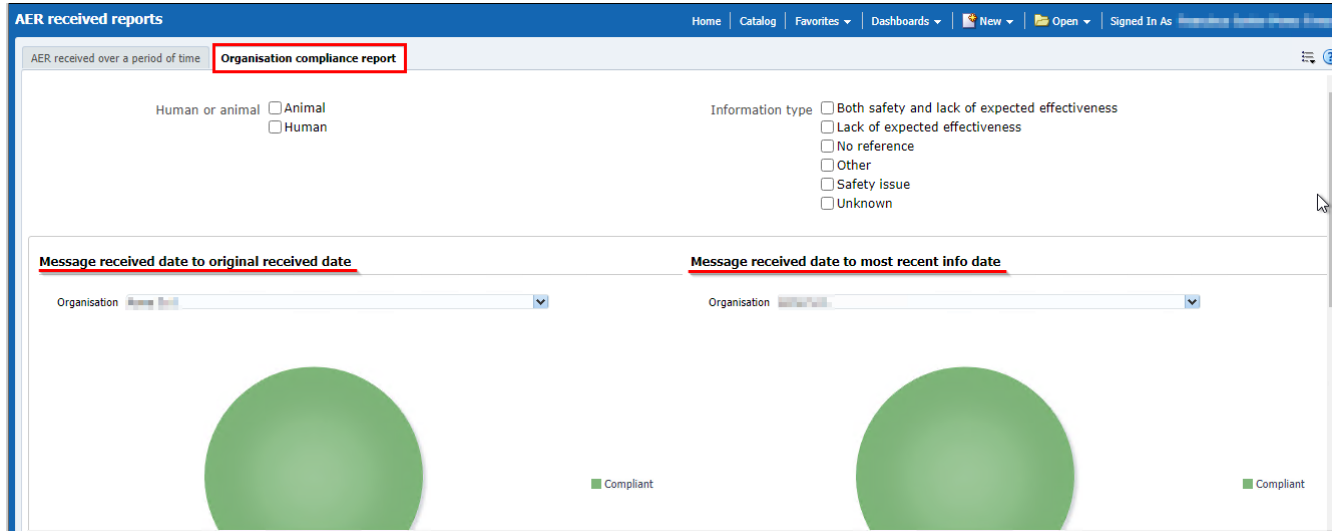 AER received reports
Home Catalog Favorites Dashboards New Open Signed In As
AER received over a period of time Organisation compliance report
Human or animal Animal
Human
Information type Both safety and lack of expected effectiveness
Lack of expected effectiveness
No reference
Other
Safety issue
Unknown
Message received date to original received date
Organisation
Compliant
Message received date to most recent info date
Organisation
Compliant